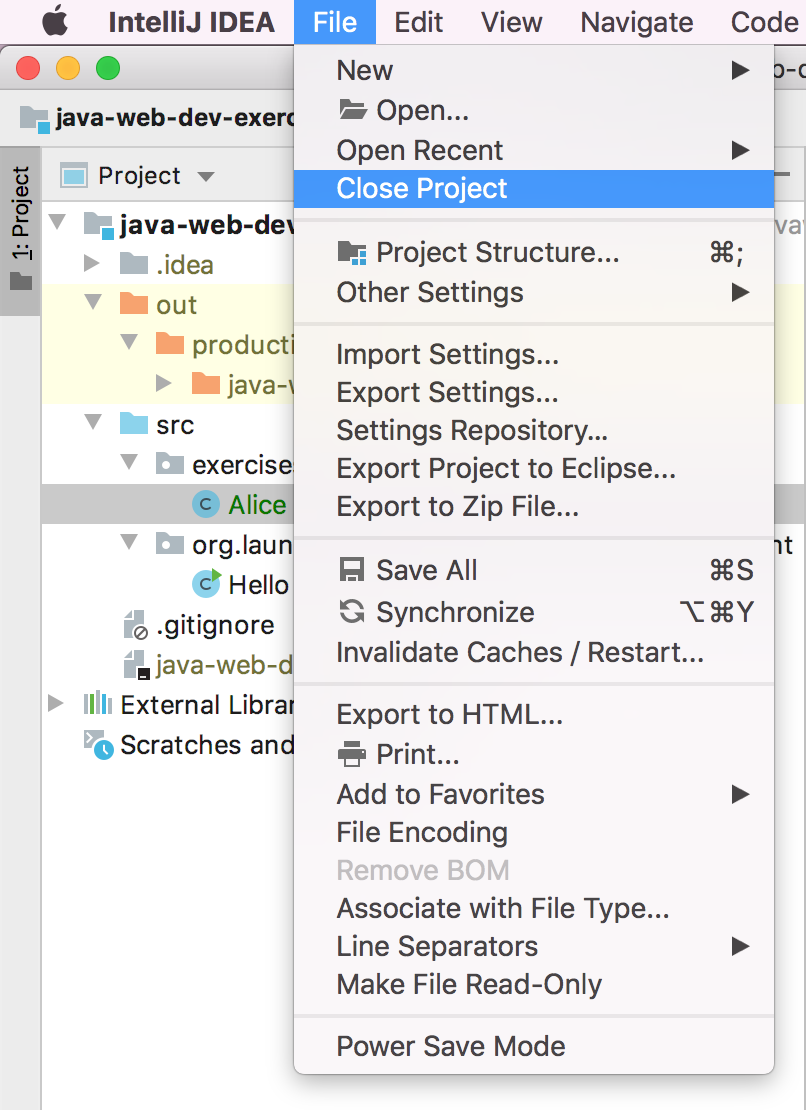 IntelliJ IDEA File Edit View Navigate Code
java-web-dev-exerc
1: Project
Project
java-web-dev
.idea
out
producti
java-w
src
exercise
Alice
org.laun
Hello
.gitignore
java-web-d
External Librar
Scratches and
New
Open...
Open Recent
Close Project
Project Structure... ⌘;
Other Settings
Import Settings...
Export Settings...
Settings Repository...
Export Project to Eclipse...
Export to Zip File...
Save All ⌘S
Synchronize ⌥⌘Y
Invalidate Caches / Restart...
Export to HTML...
Print...
Add to Favorites
File Encoding
Remove BOM
Associate with File Type...
Line Separators
Make File Read-Only
Power Save Mode